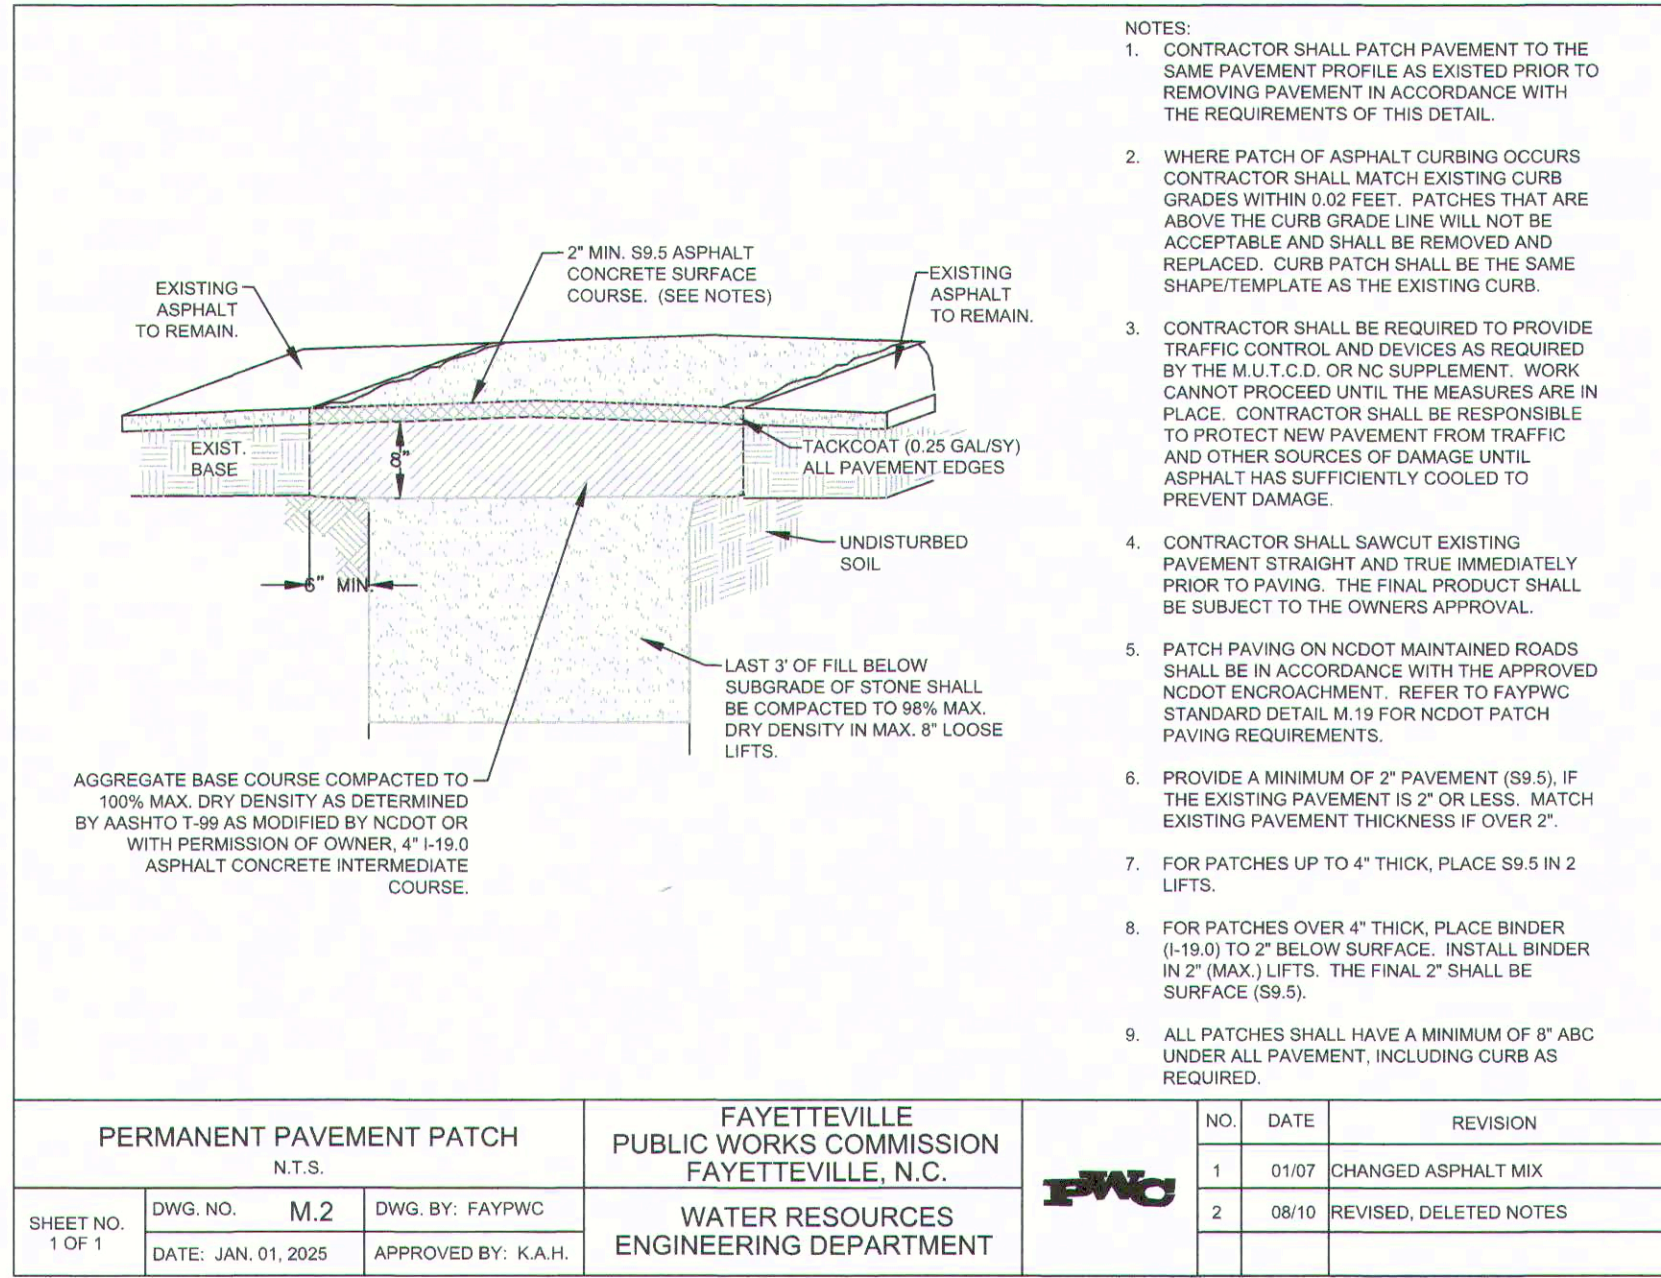 NOTES:
1. CONTRACTOR SHALL PATCH PAVEMENT TO THE
SAME PAVEMENT PROFILE AS EXISTED PRIOR TO
REMOVING PAVEMENT IN ACCORDANCE WITH
THE REQUIREMENTS OF THIS DETAIL.
2. WHERE PATCH OF ASPHALT CURBING OCCURS
CONTRACTOR SHALL MATCH EXISTING CURB
GRADES WITHIN 0.02 FEET. PATCHES THAT ARE
ABOVE THE CURB GRADE LINE WILL NOT BE
ACCEPTABLE AND SHALL BE REMOVED AND
REPLACED. CURB PATCH SHALL BE THE SAME
SHAPE/TEMPLATE AS THE EXISTING CURB.
3. CONTRACTOR SHALL BE REQUIRED TO PROVIDE
TRAFFIC CONTROL AND DEVICES AS REQUIRED
BY THE M.U.T.C.D. OR NC SUPPLEMENT. WORK
CANNOT PROCEED UNTIL THE MEASURES ARE IN
PLACE. CONTRACTOR SHALL BE RESPONSIBLE
TO PROTECT NEW PAVEMENT FROM TRAFFIC
AND OTHER SOURCES OF DAMAGE UNTIL
ASPHALT HAS SUFFICIENTLY COOLED TO
PREVENT DAMAGE.
4. CONTRACTOR SHALL SAWCUT EXISTING
PAVEMENT STRAIGHT AND TRUE IMMEDIATELY
PRIOR TO PAVING. THE FINAL PRODUCT SHALL
BE SUBJECT TO THE OWNERS APPROVAL.
5. PATCH PAVING ON NCDOT MAINTAINED ROADS
SHALL BE IN ACCORDANCE WITH THE APPROVED
NCDOT ENCROACHMENT. REFER TO FAYPWC
STANDARD DETAIL M.19 FOR NCDOT PATCH
PAVING REQUIREMENTS.
6. PROVIDE A MINIMUM OF 2" PAVEMENT (S9.5), IF
THE EXISTING PAVEMENT IS 2" OR LESS. MATCH
EXISTING PAVEMENT THICKNESS IF OVER 2".
7. FOR PATCHES UP TO 4" THICK, PLACE S9.5 IN 2
LIFTS.
8. FOR PATCHES OVER 4" THICK, PLACE BINDER
(I-19.0) TO 2" BELOW SURFACE. INSTALL BINDER
IN 2" (MAX.) LIFTS. THE FINAL 2" SHALL BE
SURFACE (S9.5).
9. ALL PATCHES SHALL HAVE A MINIMUM OF 8" ABC
UNDER ALL PAVEMENT, INCLUDING CURB AS
REQUIRED.
2" MIN. S9.5 ASPHALT
CONCRETE SURFACE
COURSE. (SEE NOTES)
EXISTING
ASPHALT
TO REMAIN.
EXISTING
ASPHALT
TO REMAIN.
EXIST.
BASE
8"
TACKCOAT (0.25 GAL/SY)
ALL PAVEMENT EDGES
UNDISTURBED
SOIL
6" MIN.
LAST 3' OF FILL BELOW
SUBGRADE OF STONE SHALL
BE COMPACTED TO 98% MAX.
DRY DENSITY IN MAX. 8" LOOSE
LIFTS.
AGGREGATE BASE COURSE COMPACTED TO
100% MAX. DRY DENSITY AS DETERMINED
BY AASHTO T-99 AS MODIFIED BY NCDOT OR
WITH PERMISSION OF OWNER, 4" I-19.0
ASPHALT CONCRETE INTERMEDIATE
COURSE.
PERMANENT PAVEMENT PATCH
N.T.S.
SHEET NO.
1 OF 1
DWG. NO. M.2
DWG. BY: FAYPWC
DATE: JAN. 01, 2025
APPROVED BY: K.A.H.
FAYETTEVILLE
PUBLIC WORKS COMMISSION
FAYETTEVILLE, N.C.
WATER RESOURCES
ENGINEERING DEPARTMENT
PWC
NO. DATE REVISION
1 01/07 CHANGED ASPHALT MIX
2 08/10 REVISED, DELETED NOTES